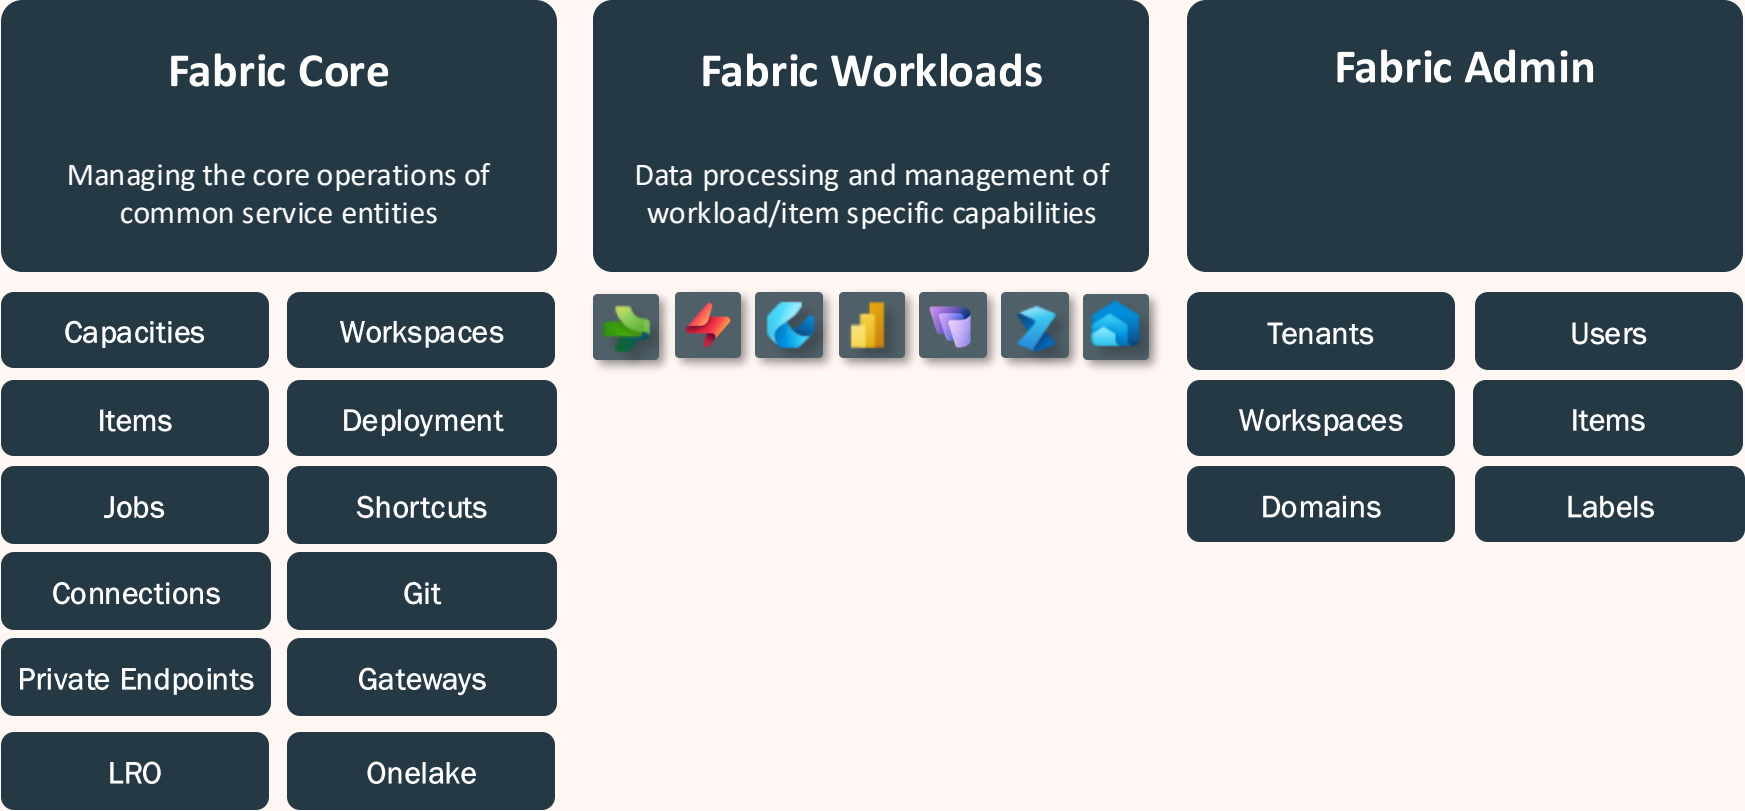 Fabric Core
Managing the core operations of
common service entities
Capacities
Workspaces
Items
Deployment
Jobs
Shortcuts
Connections
Git
Private Endpoints
Gateways
LRO
Onelake
Fabric Workloads
Data processing and management of
workload/item specific capabilities
Fabric Admin
Tenants
Users
Workspaces
Items
Domains
Labels